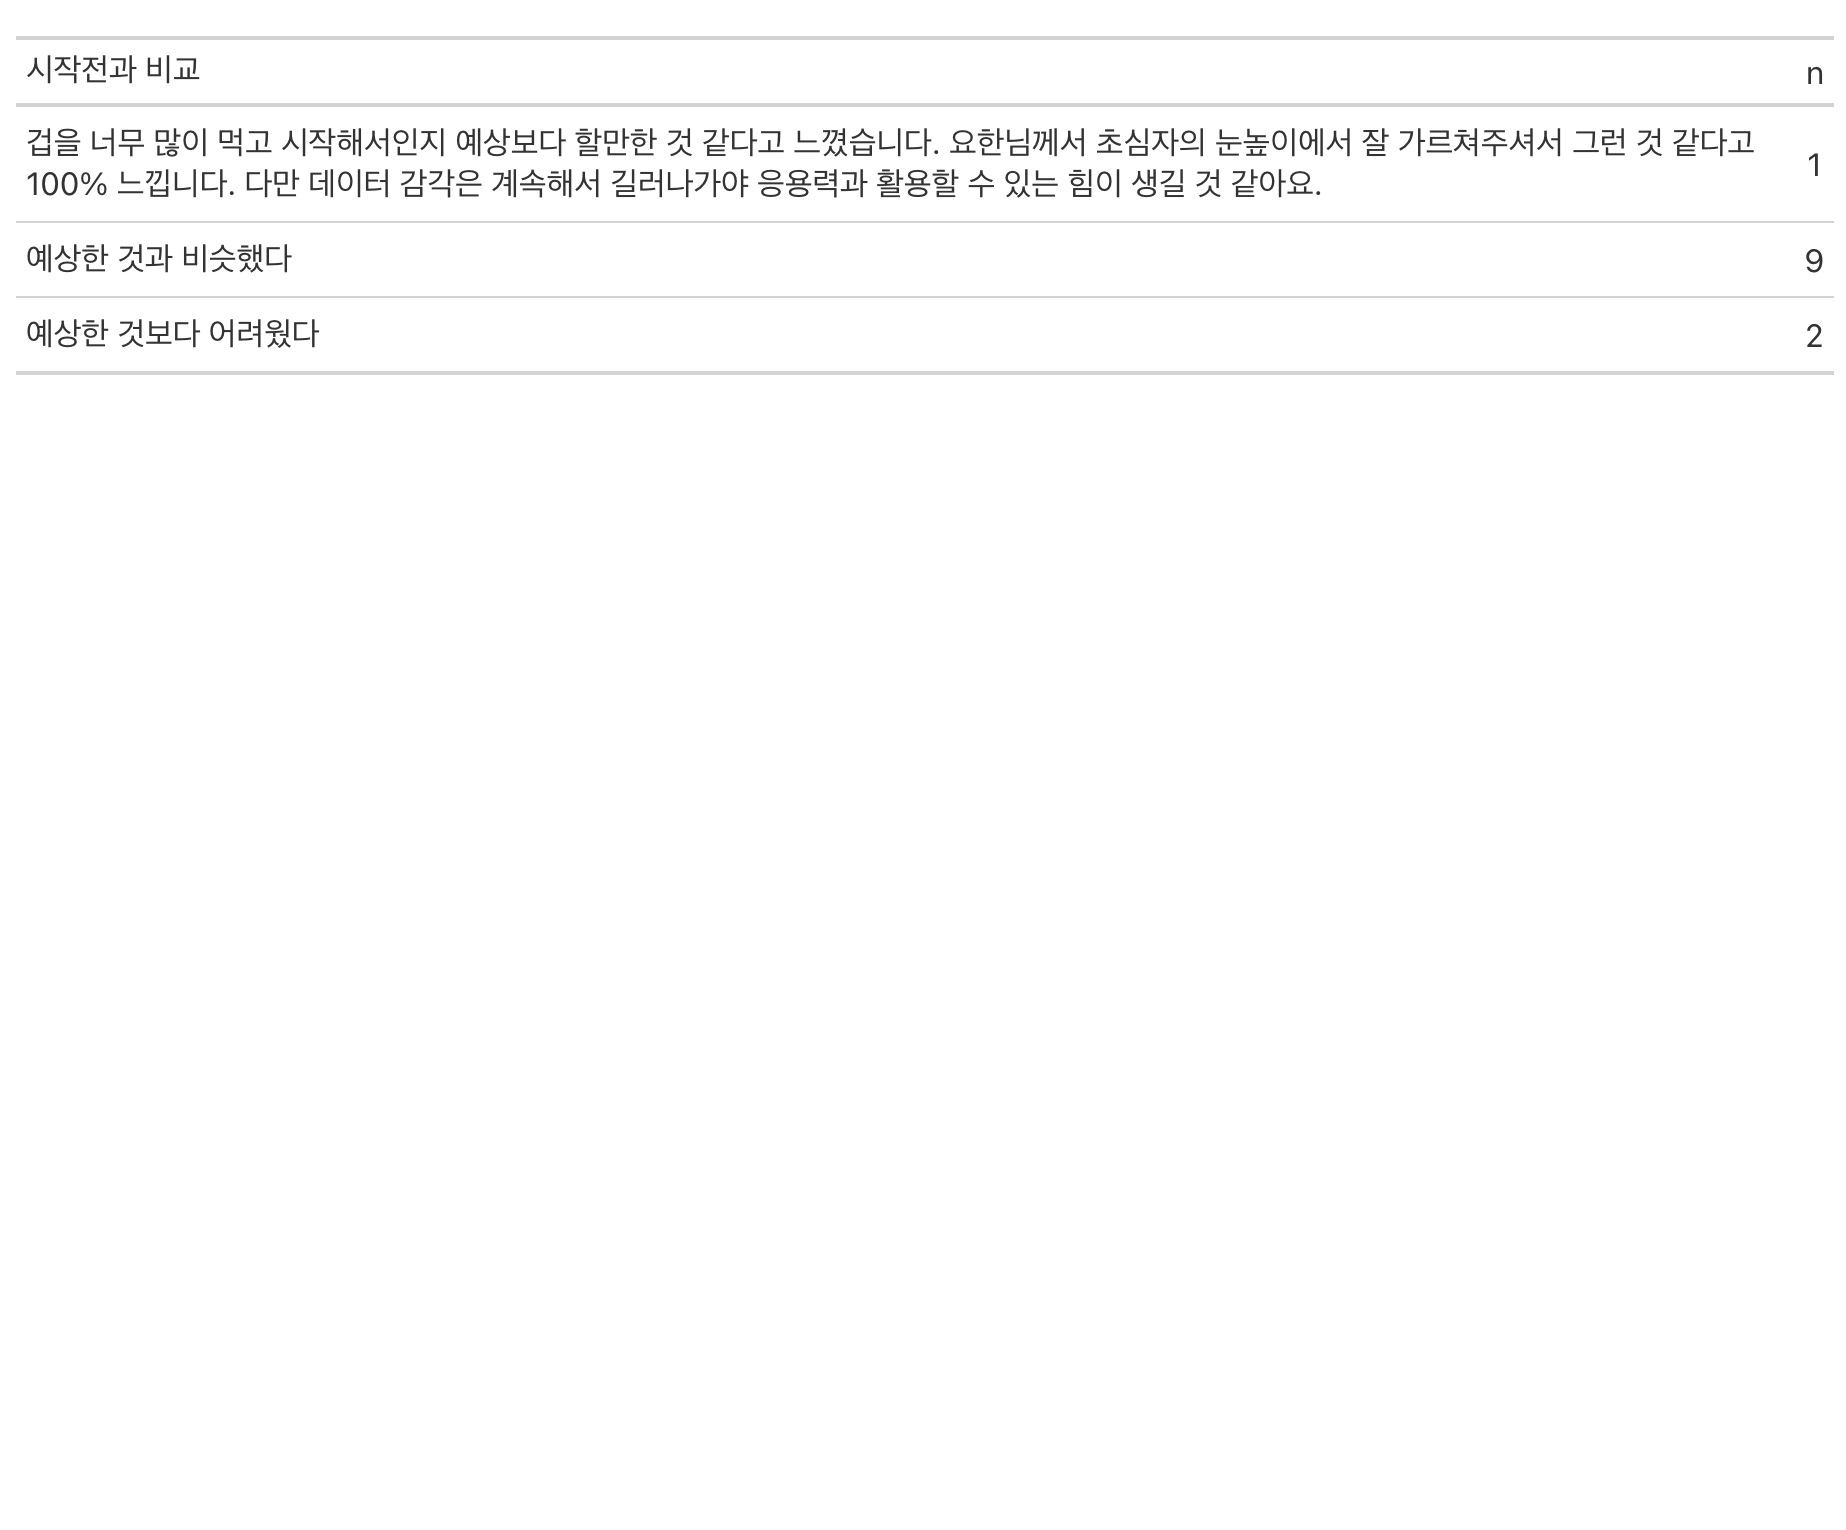 시작전과 비교 n
겁을 너무 많이 먹고 시작해서인지 예상보다 할만한 것 같다고 느꼈습니다. 요한님께서 초심자의 눈높이에서 잘 가르쳐주셔서 그런 것 같다고
100% 느낍니다. 다만 데이터 감각은 계속해서 길러나가야 응용력과 활용할 수 있는 힘이 생길 것 같아요. 1
예상한 것과 비슷했다 9
예상한 것보다 어려웠다 2